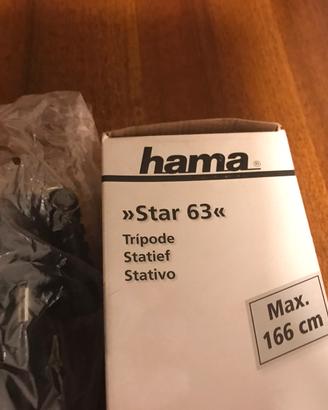 hama®
»Star 63«
Trípode
Statief
Stativo
Max.
166 cm